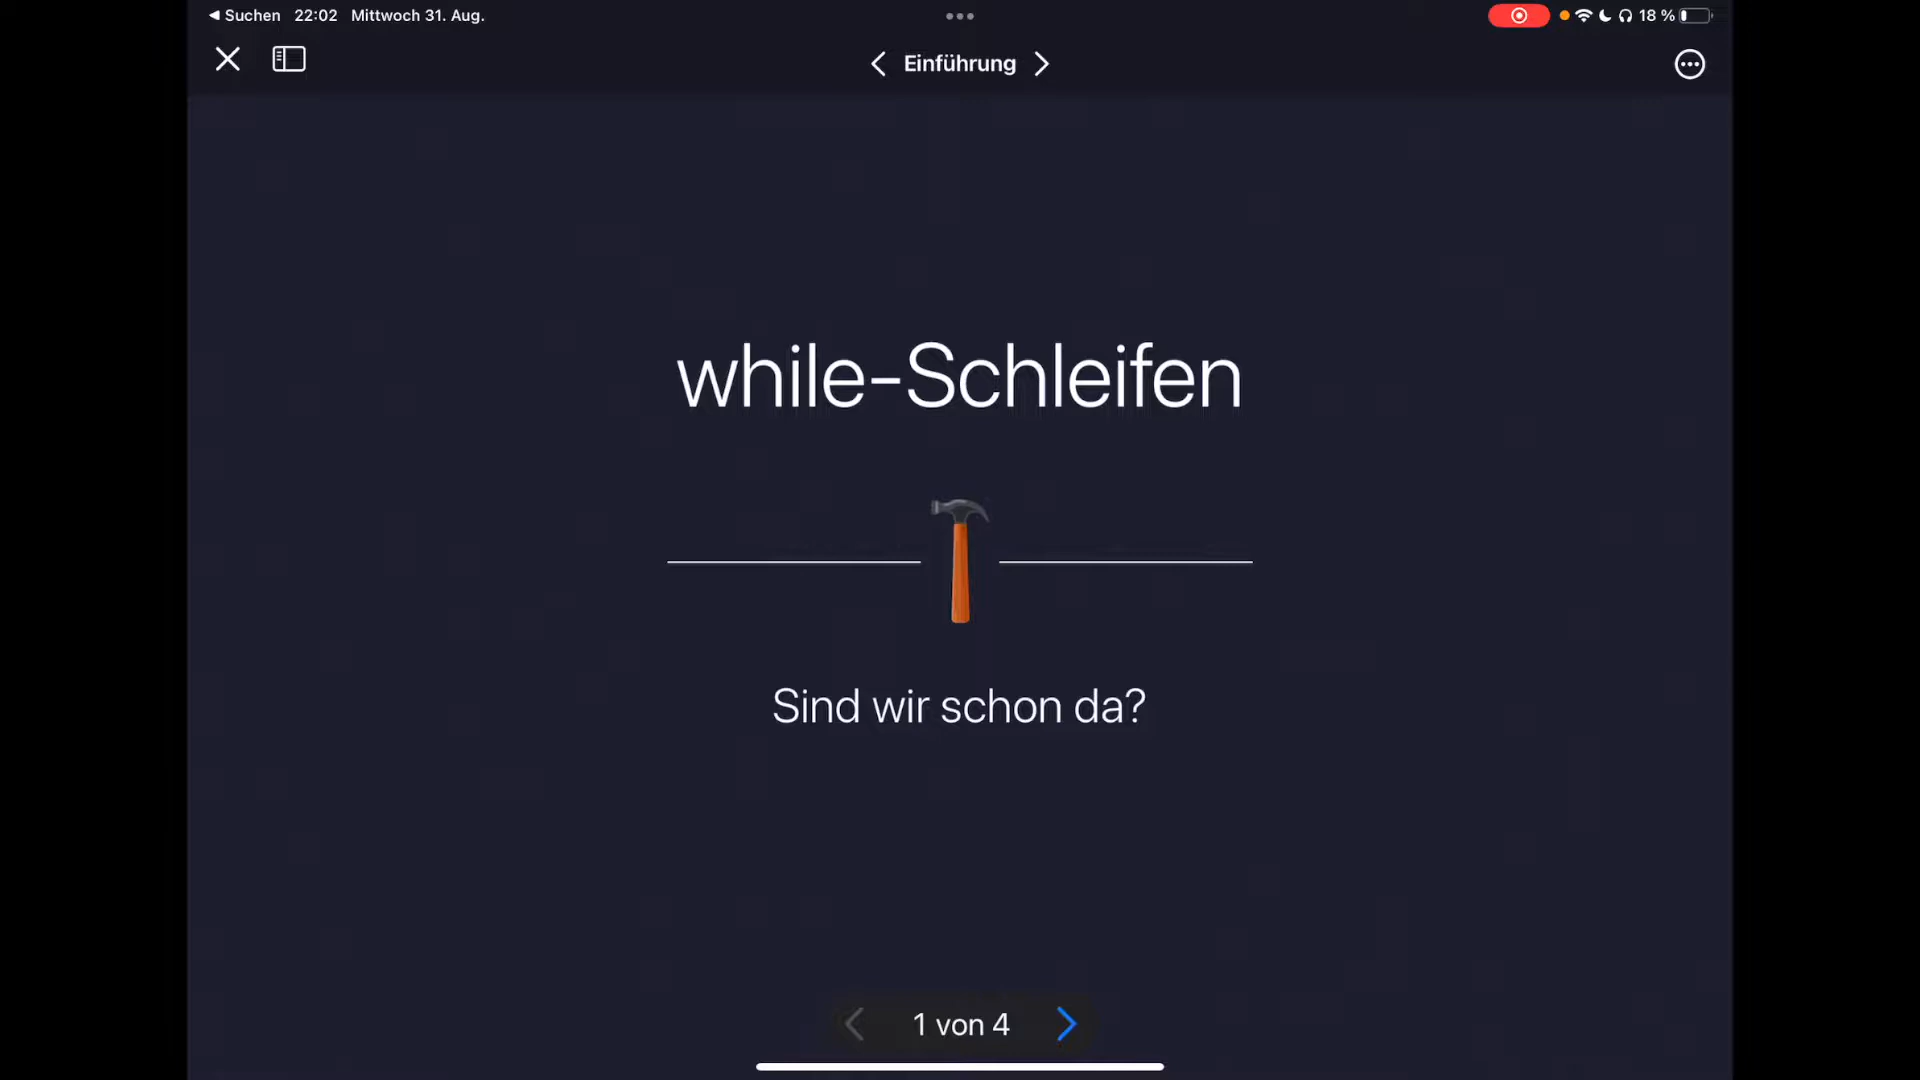 Suchen 22:02 Mittwoch 31. Aug.
18 %
Einführung
while-Schleifen
Sind wir schon da?
1 von 4